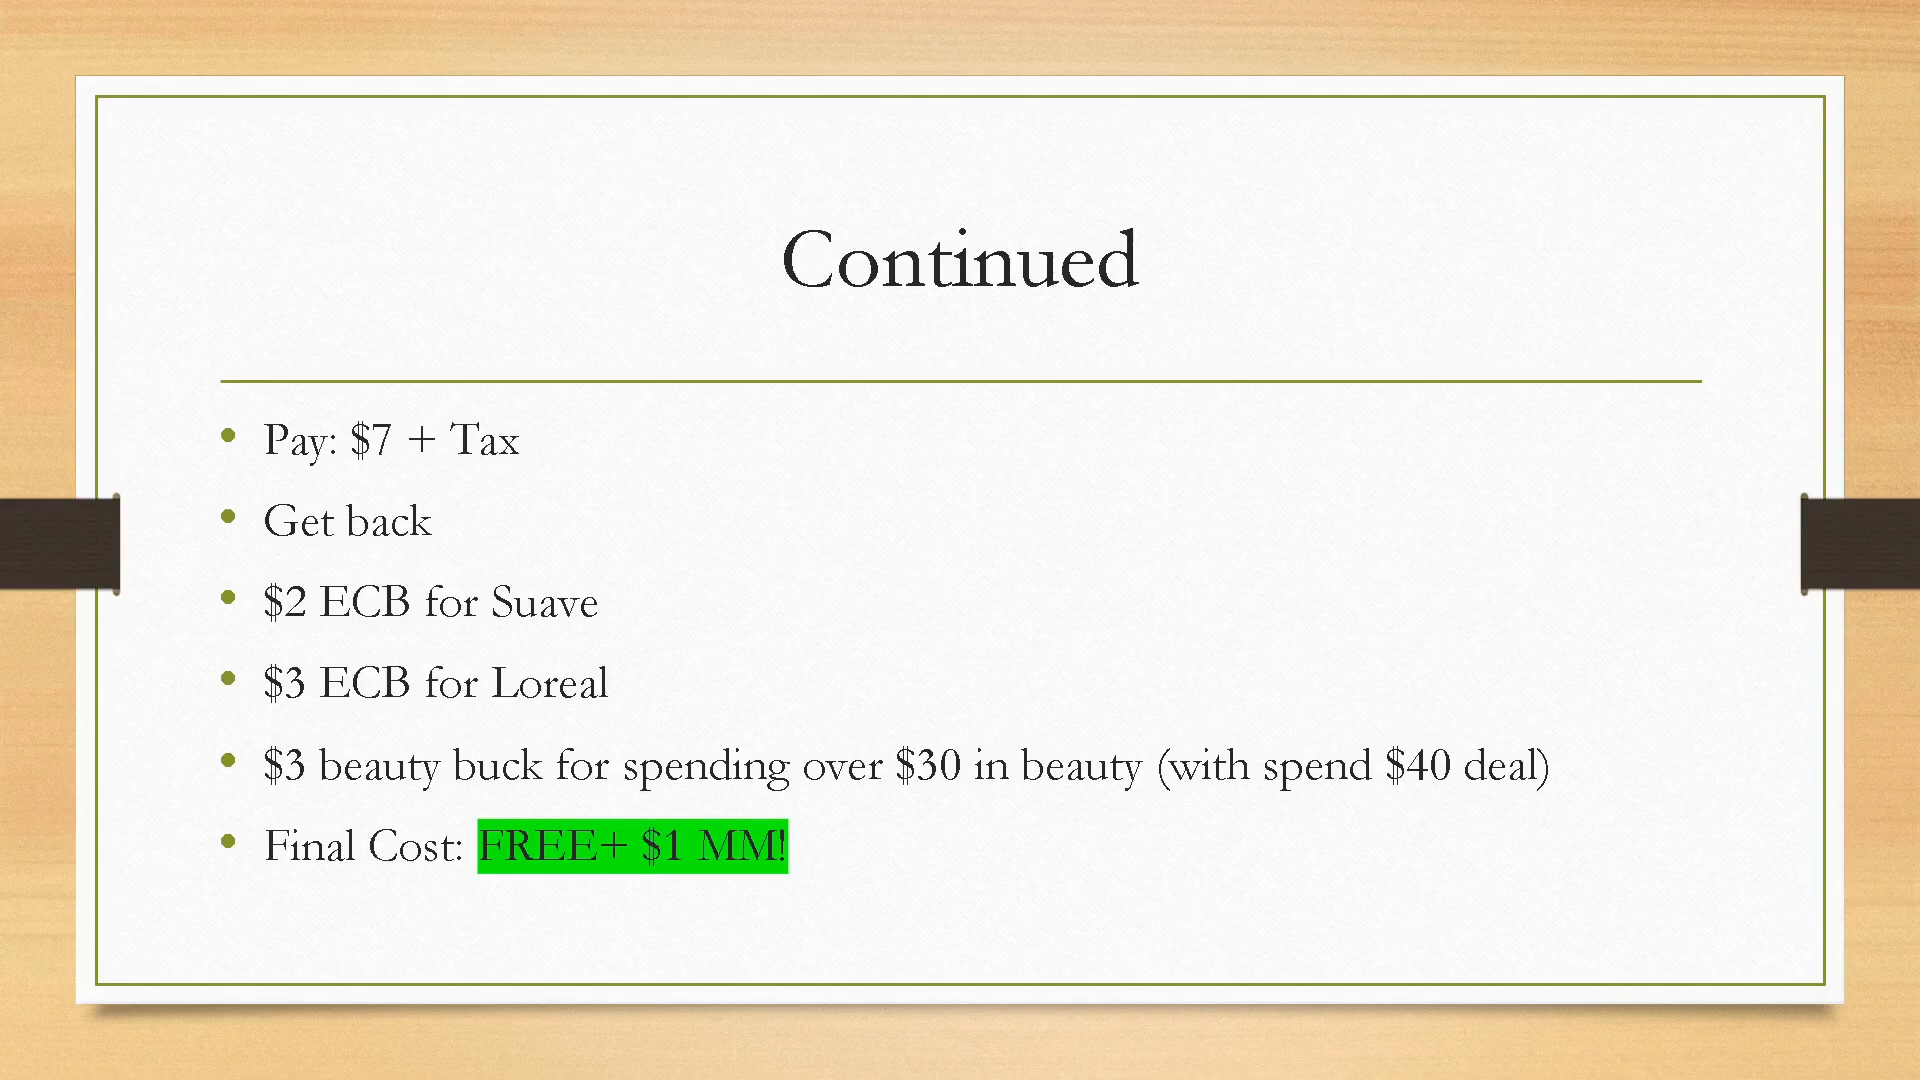 Continued
Pay: $7 + Tax
Get back
$2 ECB for Suave
$3 ECB for Loreal
$3 beauty buck for spending over $30 in beauty (with spend $40 deal)
Final Cost: FREE+ $1 MM!